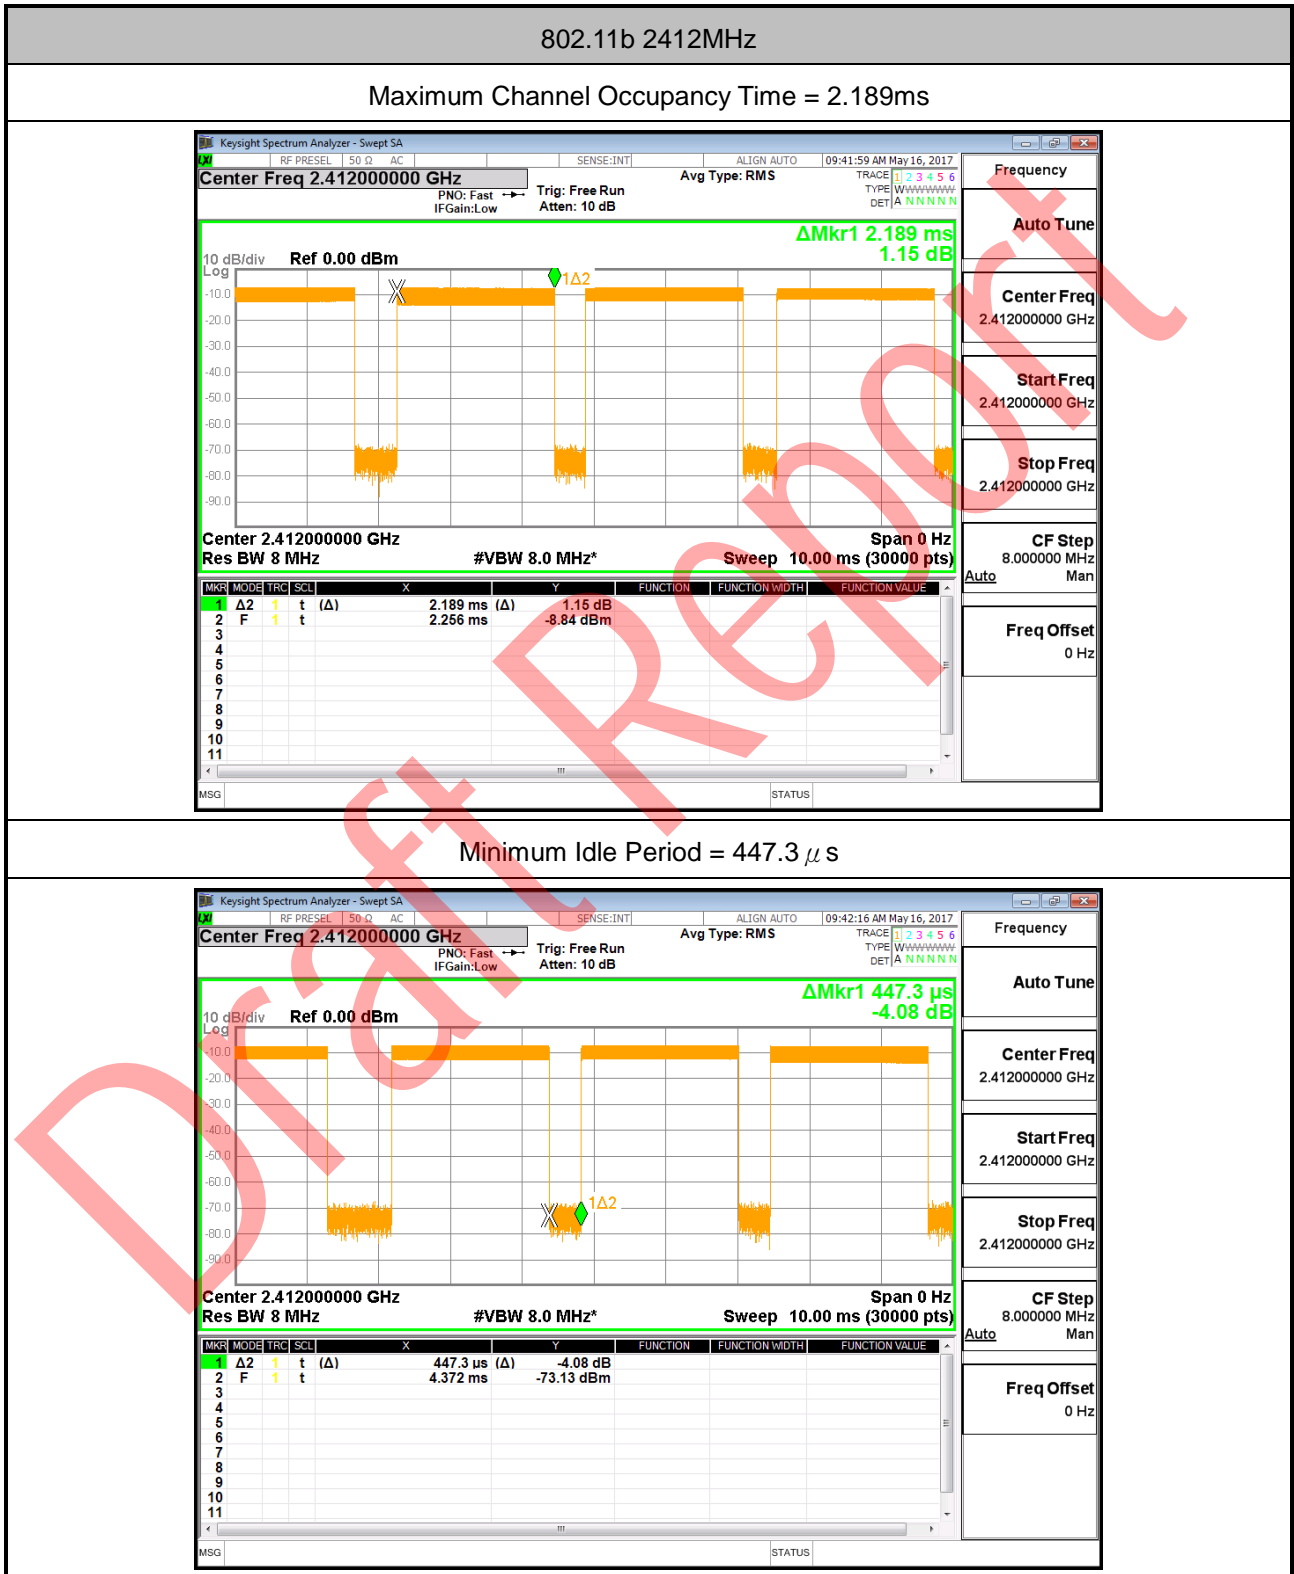 802.11b 2412MHz
Maximum Channel Occupancy Time = 2.189ms
Keysight Spectrum Analyzer - Swept SA
LXI RF PRESEL 50 Ω AC SENSE:INT ALIGN AUTO 09:41:59 AM May 16, 2017
Center Freq 2.412000000 GHz
PNO: Fast
IFGain:Low
Trig: Free Run
Atten: 10 dB
Avg Type: RMS
TRACE 1 2 3 4 5 6
TYPE WWWWWW
DET A N N N N N
Frequency
Auto Tune
Center Freq
2.412000000 GHz
Start Freq
2.412000000 GHz
Stop Freq
2.412000000 GHz
CF Step
8.000000 MHz
Auto Man
Freq Offset
0 Hz
ΔMkr1 2.189 ms
1.15 dB
10 dB/div Ref 0.00 dBm
Log
-10.0
-20.0
-30.0
-40.0
-50.0
-60.0
-70.0
-80.0
-90.0
1Δ2
Center 2.412000000 GHz Span 0 Hz
Res BW 8 MHz #VBW 8.0 MHz* Sweep 10.00 ms (30000 pts)
MKR MODE TRC SCL X Y FUNCTION FUNCTION WIDTH FUNCTION VALUE
1 Δ2 1 t (Δ) 2.189 ms (Δ) 1.15 dB
2 F 1 t 2.256 ms -8.84 dBm
3
4
5
6
7
8
9
10
11
MSG STATUS
Minimum Idle Period = 447.3 μs
Keysight Spectrum Analyzer - Swept SA
LXI RF PRESEL 50 Ω AC SENSE:INT ALIGN AUTO 09:42:16 AM May 16, 2017
Center Freq 2.412000000 GHz
PNO: Fast
IFGain:Low
Trig: Free Run
Atten: 10 dB
Avg Type: RMS
TRACE 1 2 3 4 5 6
TYPE WWWWWW
DET A N N N N N
Frequency
Auto Tune
Center Freq
2.412000000 GHz
Start Freq
2.412000000 GHz
Stop Freq
2.412000000 GHz
CF Step
8.000000 MHz
Auto Man
Freq Offset
0 Hz
ΔMkr1 447.3 µs
-4.08 dB
10 dB/div Ref 0.00 dBm
Log
-10.0
-20.0
-30.0
-40.0
-50.0
-60.0
-70.0
-80.0
-90.0
1Δ2
Center 2.412000000 GHz Span 0 Hz
Res BW 8 MHz #VBW 8.0 MHz* Sweep 10.00 ms (30000 pts)
MKR MODE TRC SCL X Y FUNCTION FUNCTION WIDTH FUNCTION VALUE
1 Δ2 1 t (Δ) 447.3 µs (Δ) -4.08 dB
2 F 1 t 4.372 ms -73.13 dBm
3
4
5
6
7
8
9
10
11
MSG STATUS
Draft Report